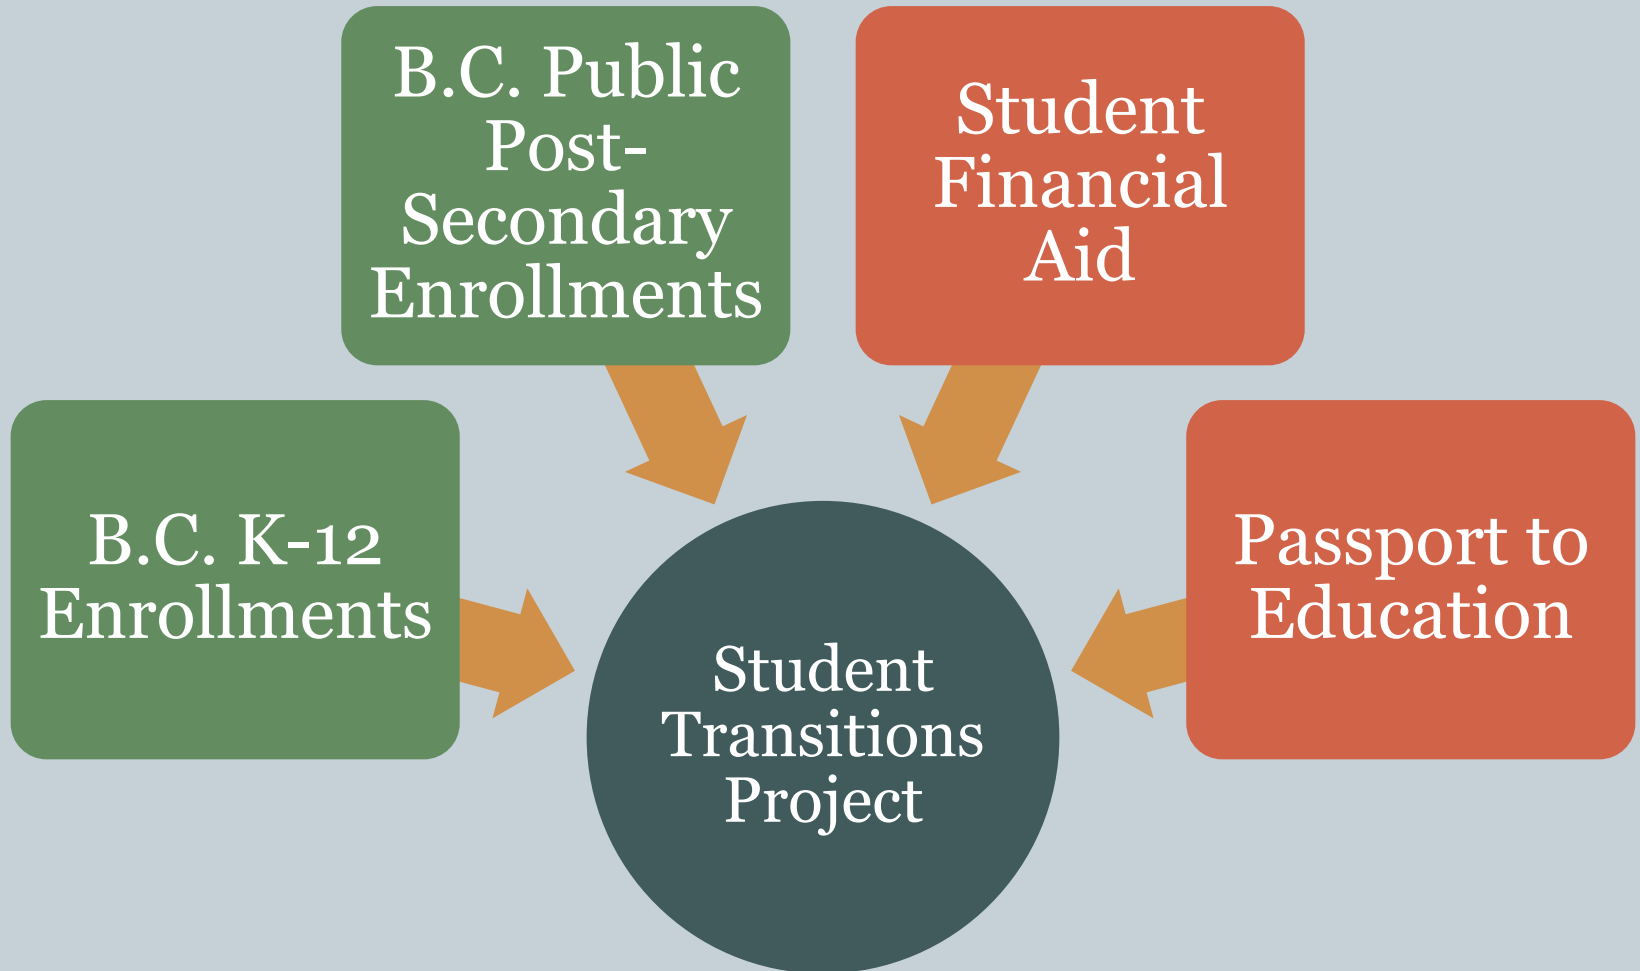 B.C. Public
Post-
Secondary
Enrollments
Student
Financial
Aid
B.C. K-12
Enrollments
Passport to
Education
Student
Transitions
Project